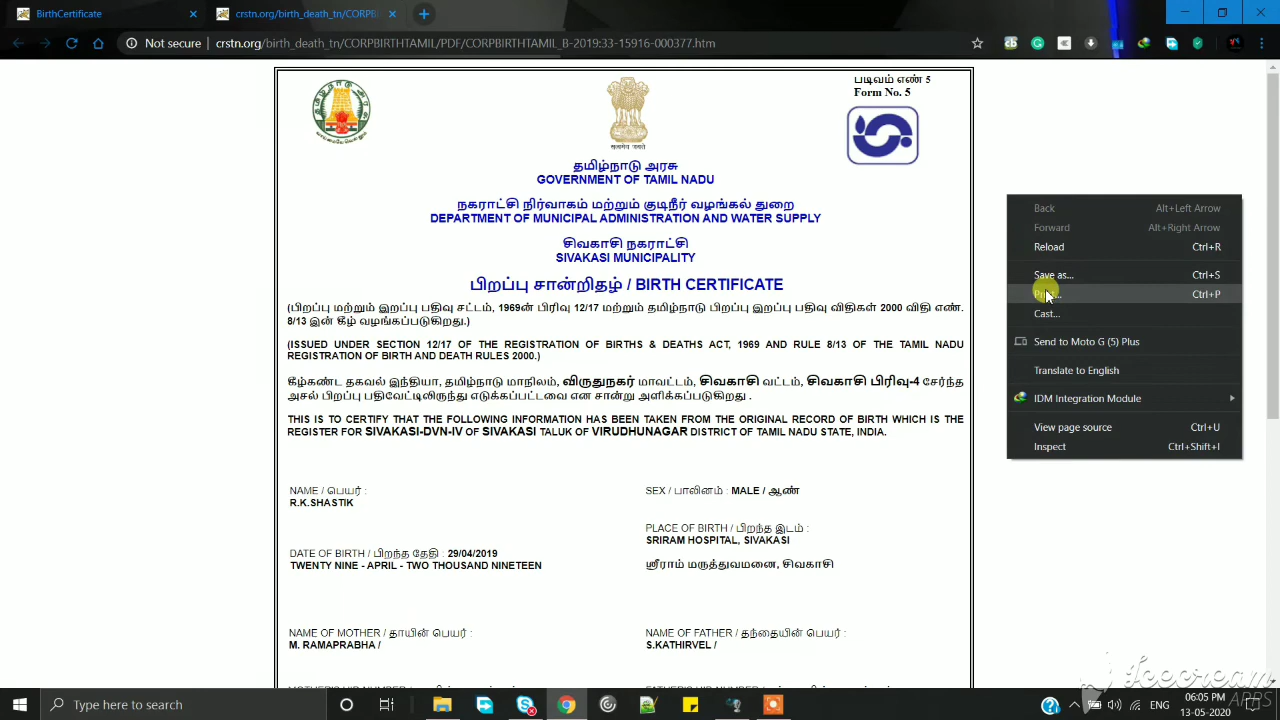 BirthCertificate
crstn.org/birth_death_tn/CORPB
Not secure
crstn.org/birth_death_tn/CORPBIRTHTAMIL/PDF/CORPBIRTHTAMIL_B-2019:33-15916-000377.htm
படிவம் எண் 5
Form No. 5
தமிழ்நாடு அரசு
GOVERNMENT OF TAMIL NADU
நகராட்சி நிர்வாகம் மற்றும் குடிநீர் வழங்கல் துறை
DEPARTMENT OF MUNICIPAL ADMINISTRATION AND WATER SUPPLY
சிவகாசி நகராட்சி
SIVAKASI MUNICIPALITY
பிறப்பு சான்றிதழ் / BIRTH CERTIFICATE
(பிறப்பு மற்றும் இறப்பு பதிவு சட்டம், 1969ன் பிரிவு 12/17 மற்றும் தமிழ்நாடு பிறப்பு இறப்பு பதிவு விதிகள் 2000 விதி எண்.
8/13 இன் கீழ் வழங்கப்படுகிறது.)
(ISSUED UNDER SECTION 12/17 OF THE REGISTRATION OF BIRTHS & DEATHS ACT, 1969 AND RULE 8/13 OF THE TAMIL NADU
REGISTRATION OF BIRTH AND DEATH RULES 2000.)
கீழ்கண்ட தகவல் இந்தியா, தமிழ்நாடு மாநிலம், விருதுநகர் மாவட்டம், சிவகாசி வட்டம், சிவகாசி பிரிவு-4 சேர்ந்த
அசல் பிறப்பு பதிவேட்டிலிருந்து எடுக்கப்பட்டவை என சான்று அளிக்கப்படுகிறது .
THIS IS TO CERTIFY THAT THE FOLLOWING INFORMATION HAS BEEN TAKEN FROM THE ORIGINAL RECORD OF BIRTH WHICH IS THE
REGISTER FOR SIVAKASI-DVN-IV OF SIVAKASI TALUK OF VIRUDHUNAGAR DISTRICT OF TAMIL NADU STATE, INDIA.
NAME / பெயர் :
R.K.SHASTIK
SEX / பாலினம் : MALE / ஆண்
PLACE OF BIRTH / பிறந்த இடம் :
SRIRAM HOSPITAL, SIVAKASI
ஸ்ரீராம் மருத்துவமனை, சிவகாசி
DATE OF BIRTH / பிறந்த தேதி : 29/04/2019
TWENTY NINE - APRIL - TWO THOUSAND NINETEEN
NAME OF MOTHER / தாயின் பெயர் :
M. RAMAPRABHA /
NAME OF FATHER / தந்தையின் பெயர் :
S.KATHIRVEL /
Back Alt+Left Arrow
Forward Alt+Right Arrow
Reload Ctrl+R
Save as... Ctrl+S
Print... Ctrl+P
Cast...
Send to Moto G (5) Plus
Translate to English
IDM Integration Module
View page source Ctrl+U
Inspect Ctrl+Shift+I
Icecream
APPS
Type here to search
ENG
06:05 PM
13-05-2020